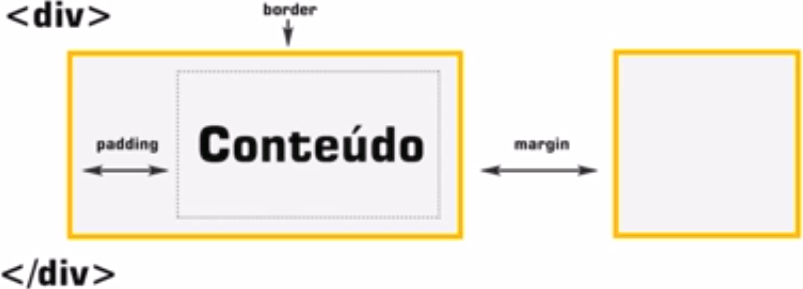 <div>
border
padding
Conteúdo
margin
</div>